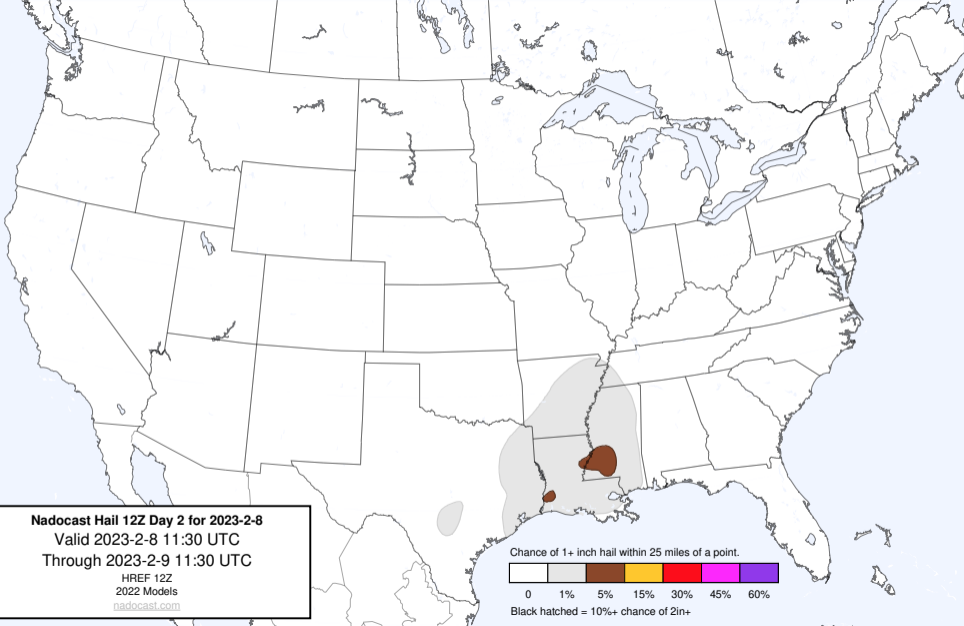 Nadocast Hail 12Z Day 2 for 2023-2-8
Valid 2023-2-8 11:30 UTC
Through 2023-2-9 11:30 UTC
HREF 12Z
2022 Models
nadocast.com
Chance of 1+ inch hail within 25 miles of a point.
0 1% 5% 15% 30% 45% 60%
Black hatched = 10%+ chance of 2in+